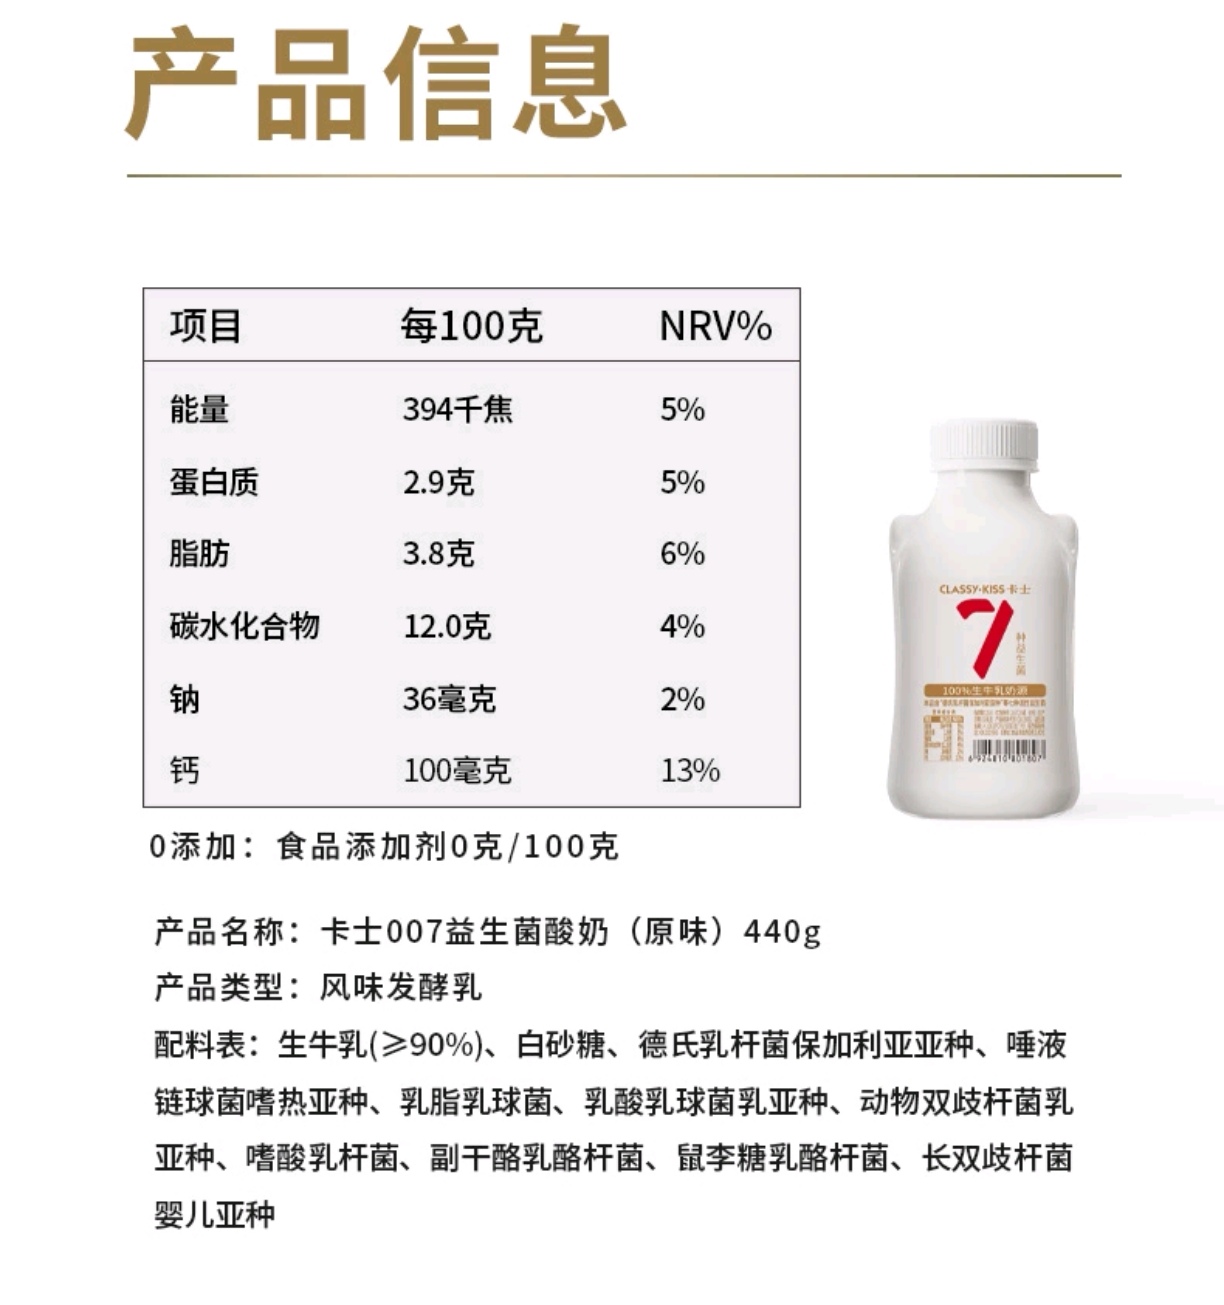 产品信息
项目 每100克 NRV%
能量 394千焦 5%
蛋白质 2.9克 5%
脂肪 3.8克 6%
碳水化合物 12.0克 4%
钠 36毫克 2%
钙 100毫克 13%
0添加：食品添加剂0克/100克
CLASSY·KISS 卡士
7
种益生菌
100%生牛乳奶源
6 924810 801807
产品名称：卡士007益生菌酸奶（原味）440g
产品类型：风味发酵乳
配料表：生牛乳(≥90%)、白砂糖、德氏乳杆菌保加利亚亚种、唾液
链球菌嗜热亚种、乳脂乳球菌、乳酸乳球菌乳亚种、动物双歧杆菌乳
亚种、嗜酸乳杆菌、副干酪乳酪杆菌、鼠李糖乳酪杆菌、长双歧杆菌
婴儿亚种